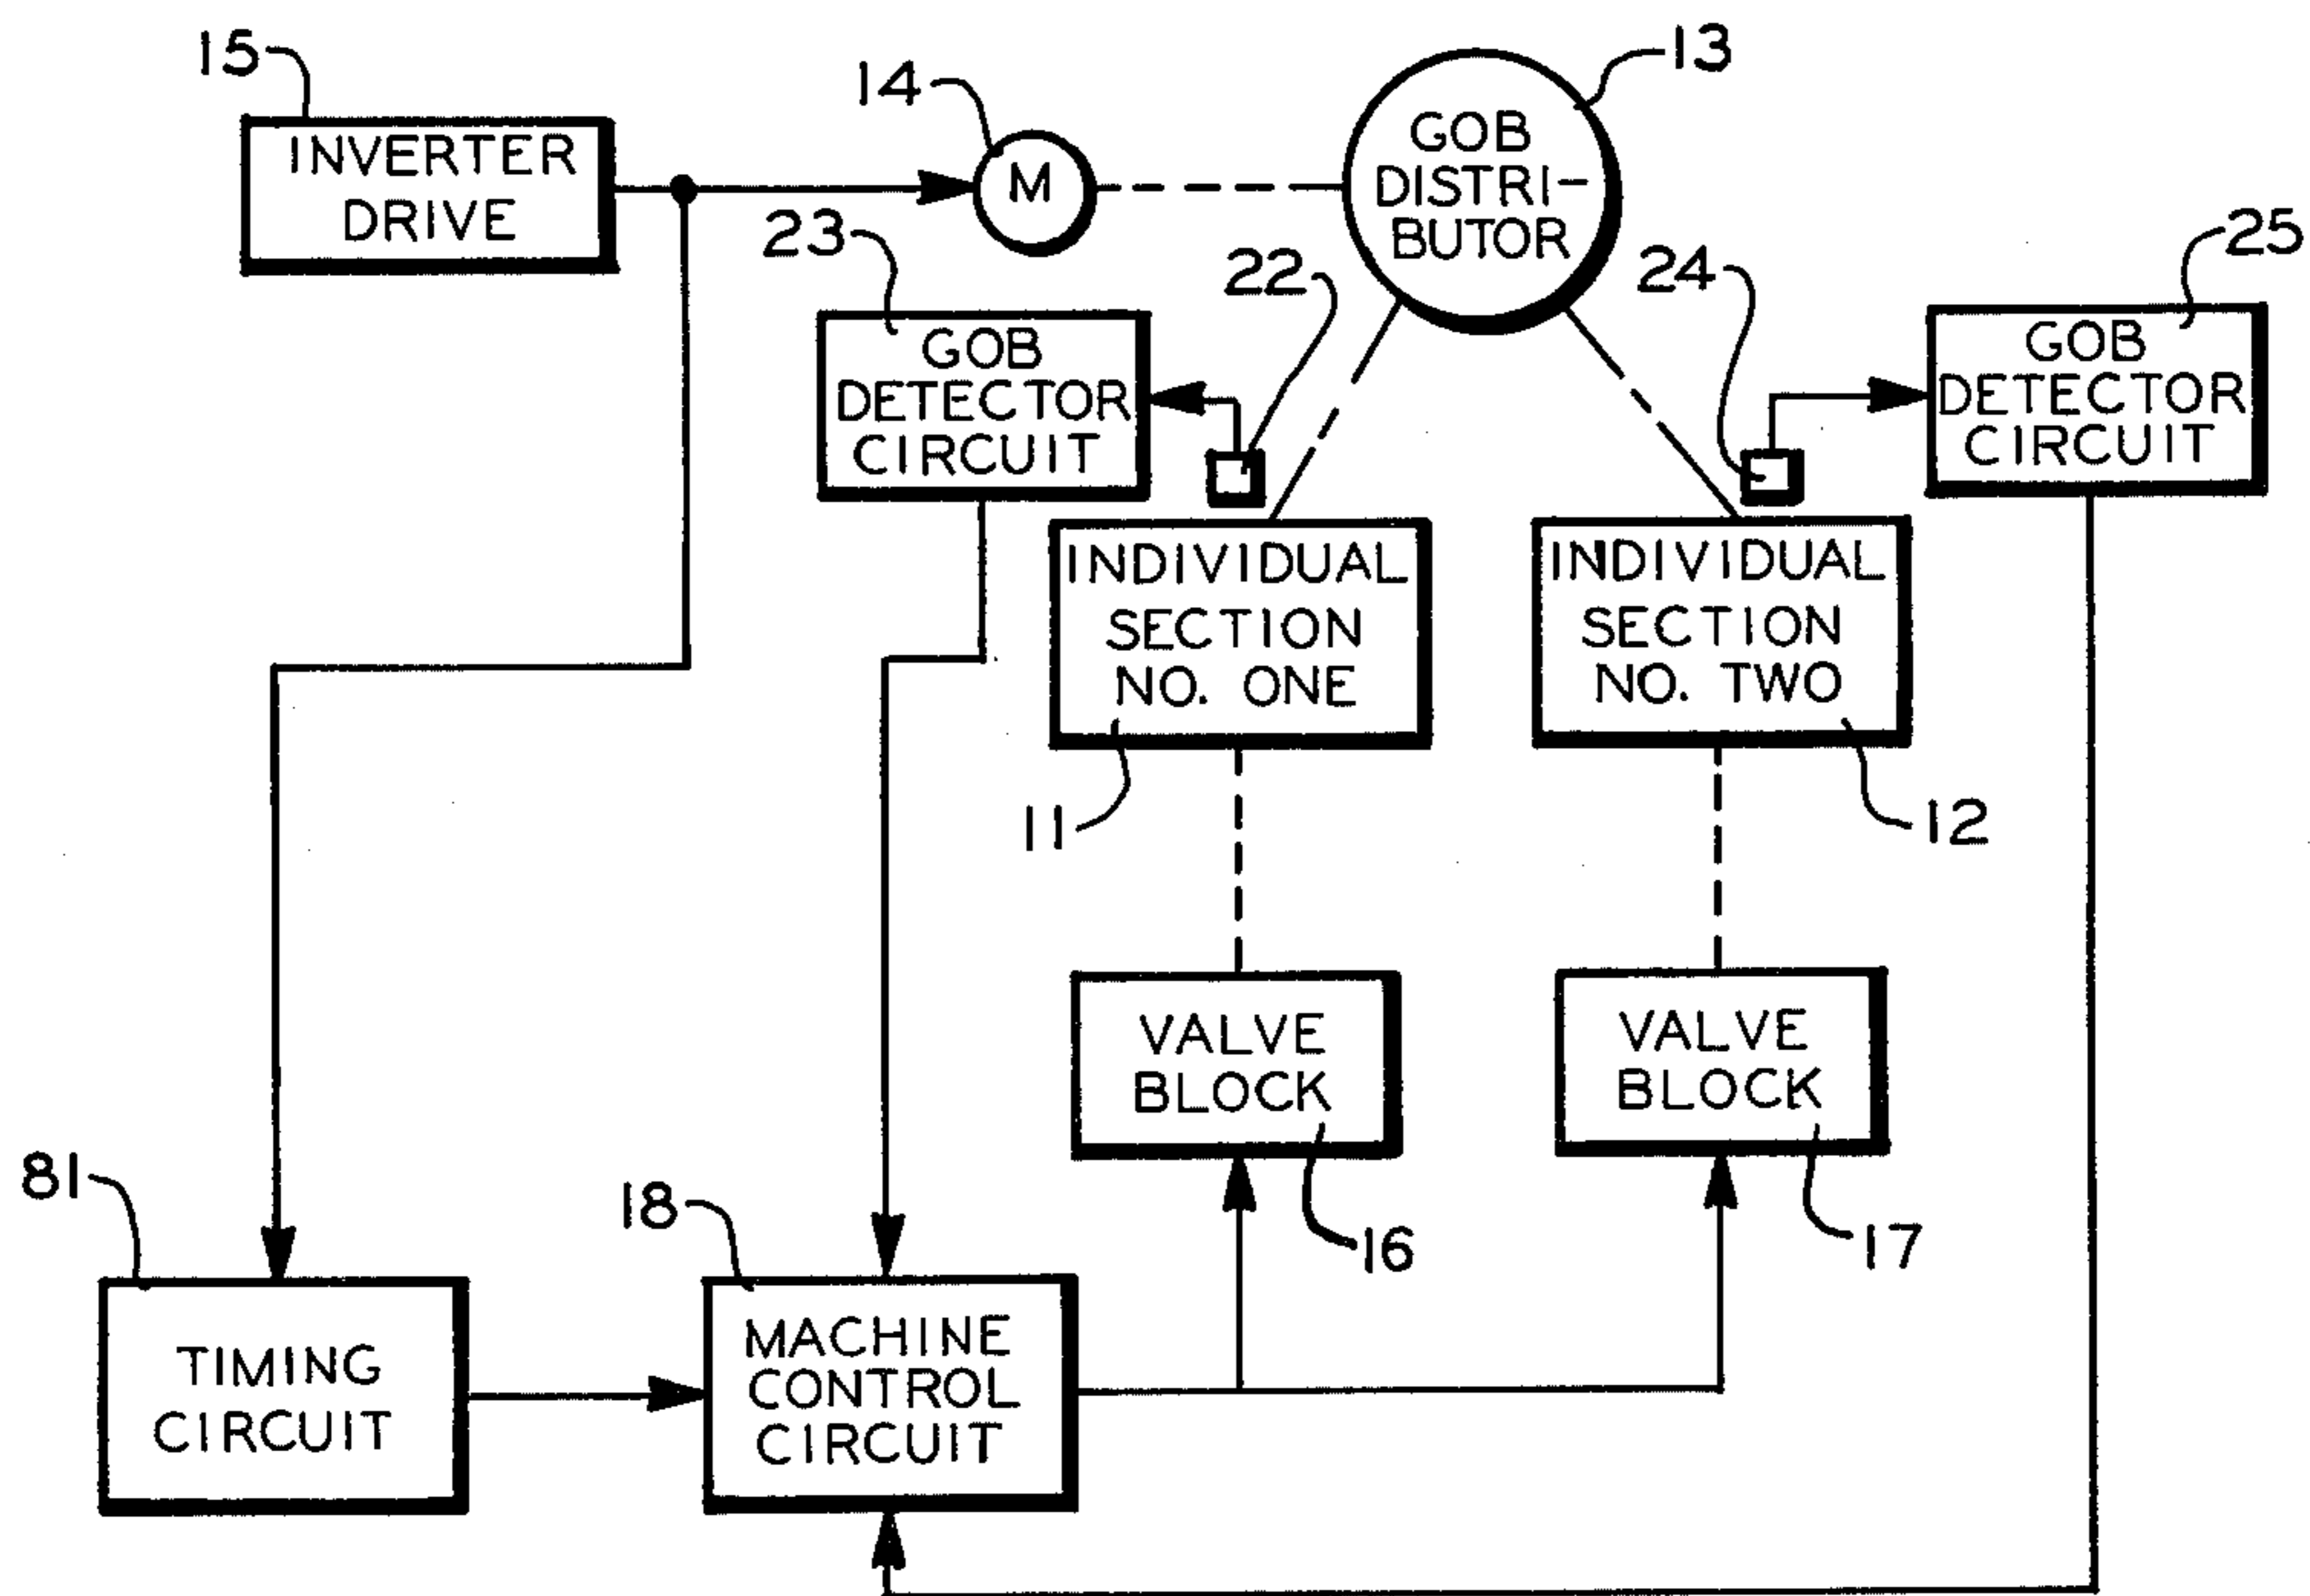 15
INVERTER
DRIVE
14
M
13
GOB
DISTRI-
BUTOR
23
GOB
DETECTOR
CIRCUIT
22
24
25
GOB
DETECTOR
CIRCUIT
INDIVIDUAL
SECTION
NO. ONE
11
INDIVIDUAL
SECTION
NO. TWO
12
VALVE
BLOCK
16
VALVE
BLOCK
17
81
TIMING
CIRCUIT
18
MACHINE
CONTROL
CIRCUIT